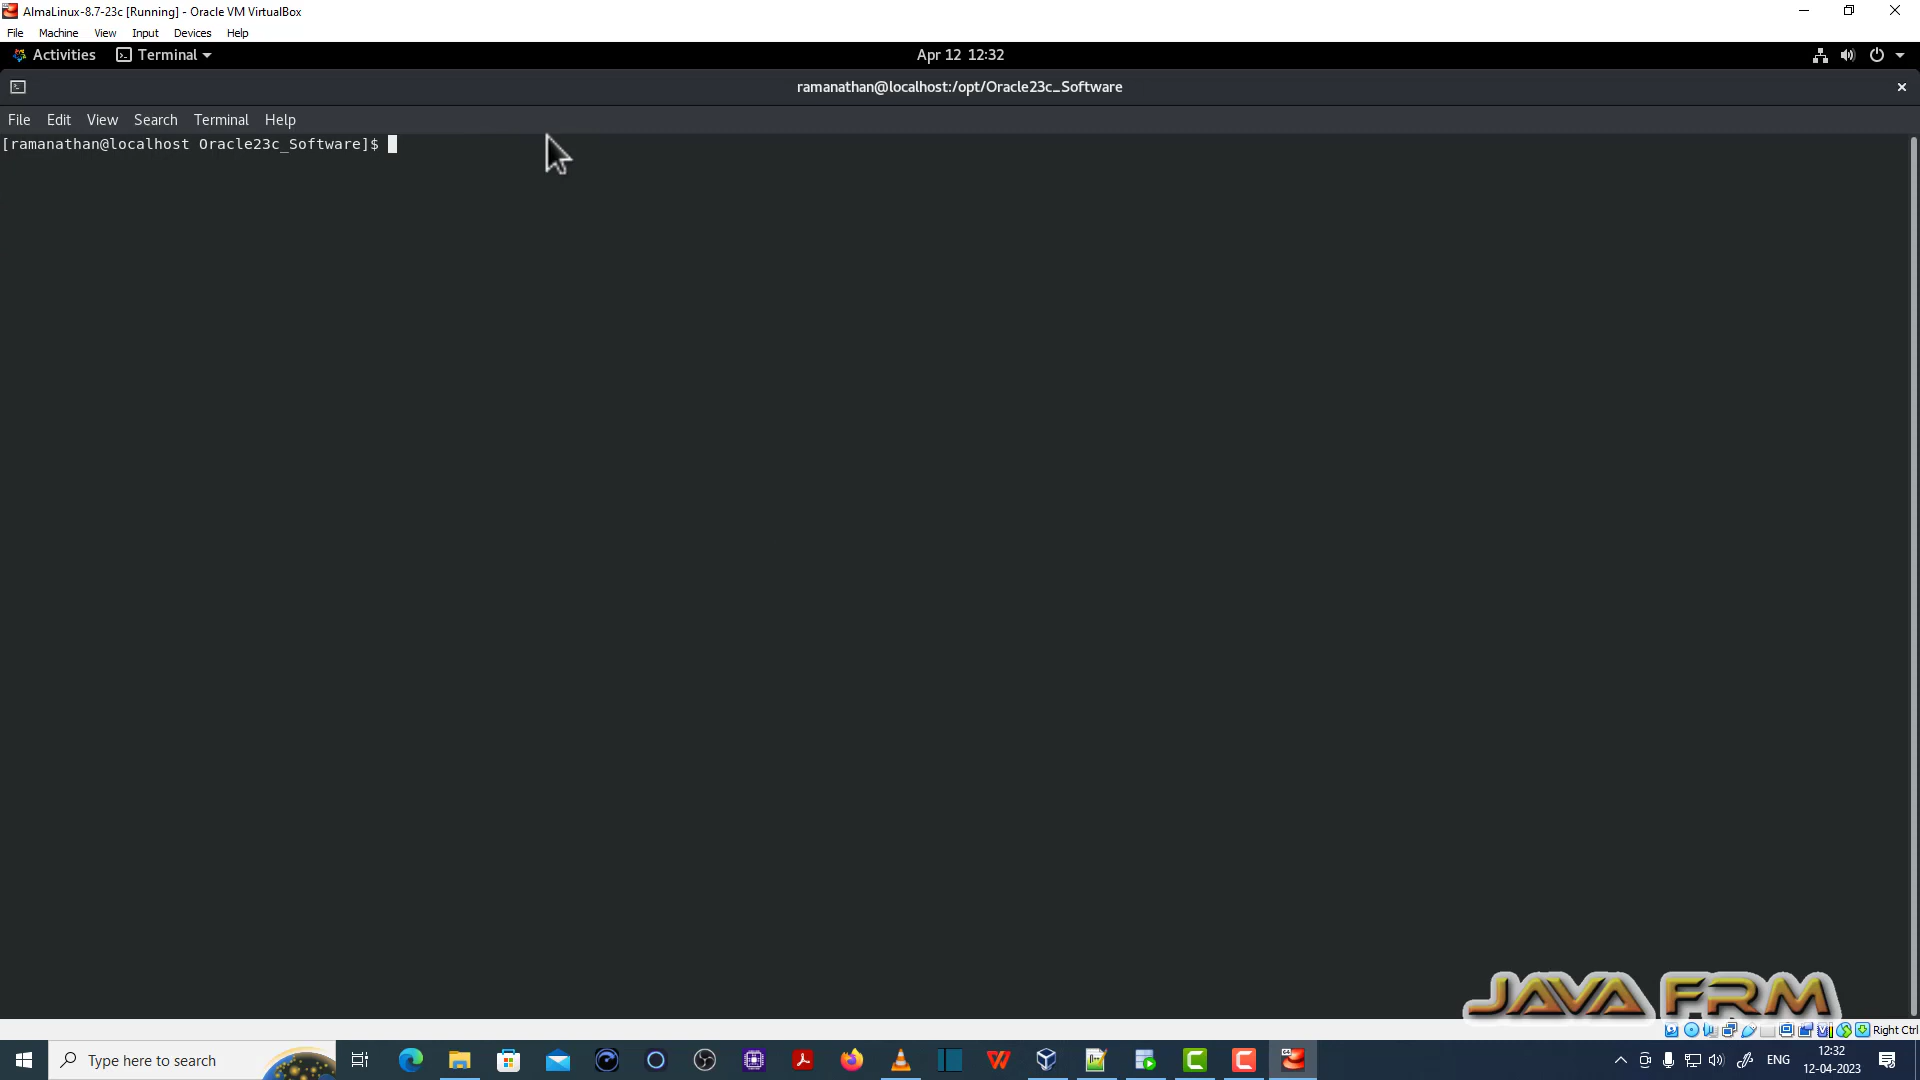 AlmaLinux-8.7-23c [Running] - Oracle VM VirtualBox
File Machine View Input Devices Help
Activities Terminal Apr 12 12:32
ramanathan@localhost:/opt/Oracle23c_Software
File Edit View Search Terminal Help
[ramanathan@localhost Oracle23c_Software]$
JAVA FRM
Right Ctrl
Type here to search
ENG
12:32
12-04-2023